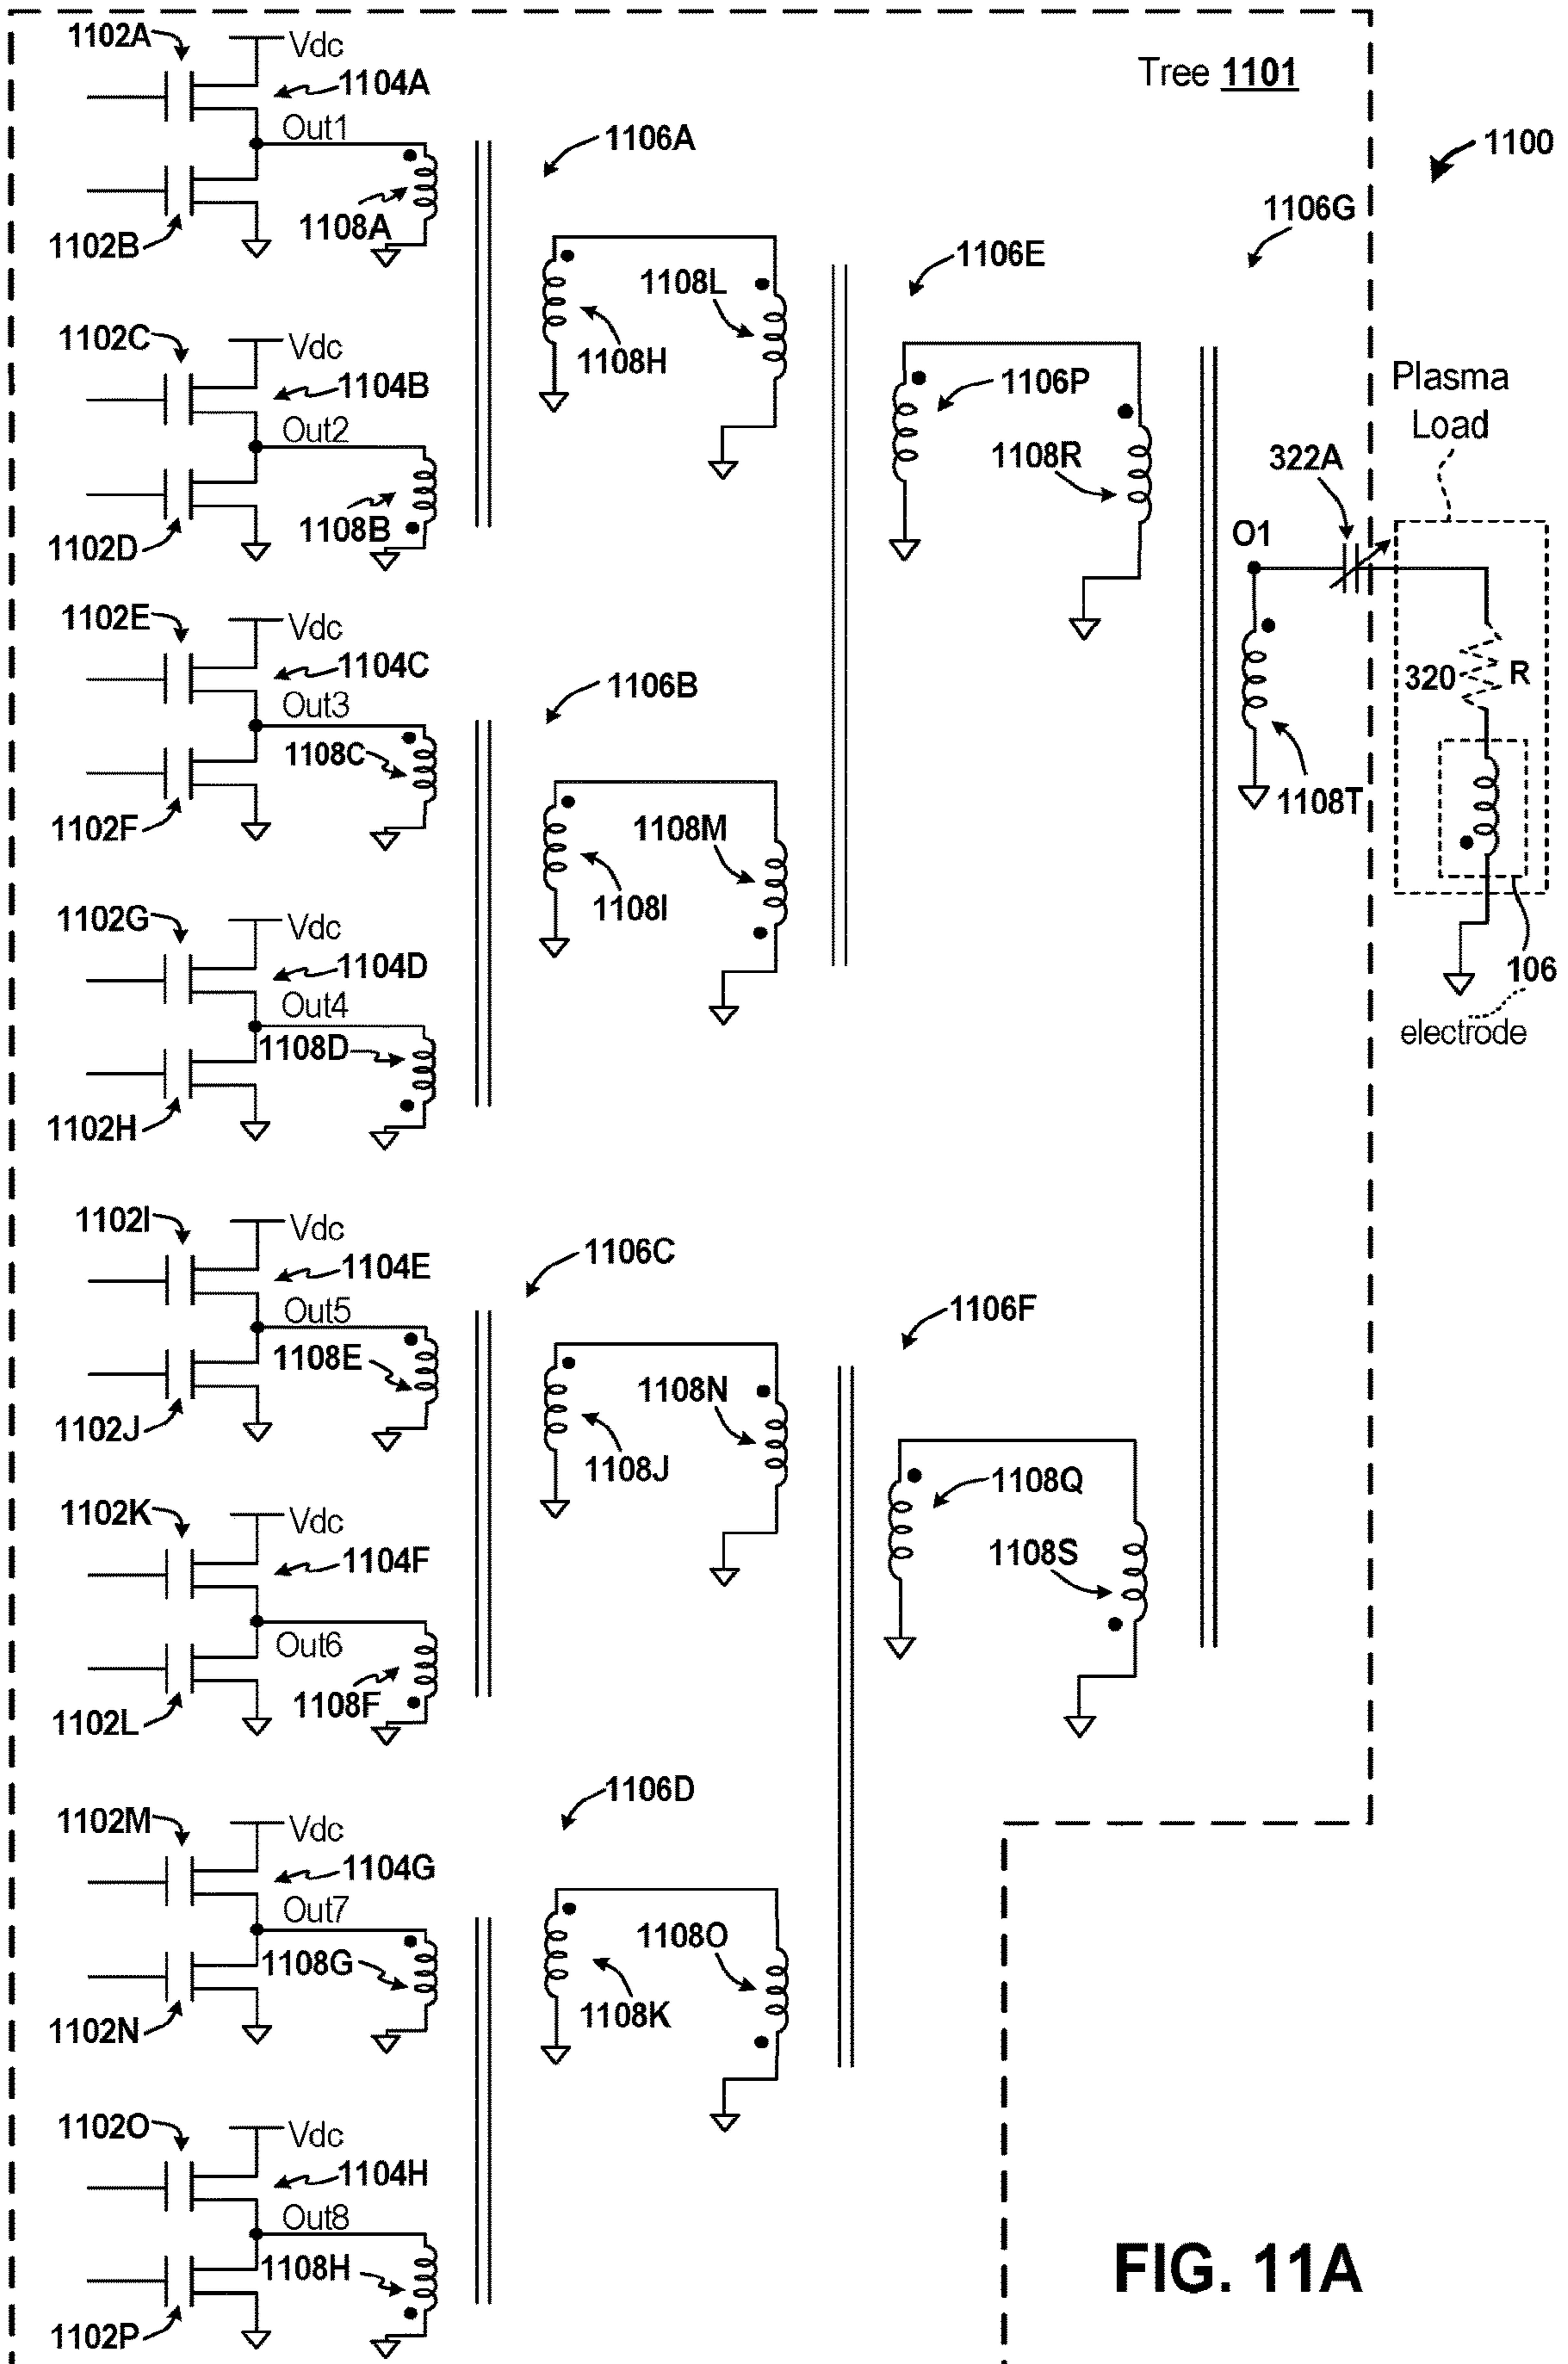 1102A
Vdc
Tree 1101
1104A
Out1
1106A
1100
1102B
1108A
1106G
1106E
1108L
1102C
Vdc
1108H
1104B
1106P
Plasma
Load
Out2
1108R
322A
1108B
O1
1102D
1102E
Vdc
1104C
320
R
1106B
Out3
1108C
1108T
1102F
1108M
1108I
1102G
Vdc
1104D
106
Out4
electrode
1108D
1102H
1102I
Vdc
1106C
1104E
Out5
1106F
1108E
1108N
1102J
1108J
1108Q
1102K
Vdc
1108S
1104F
Out6
1108F
1102L
1106D
1102M
Vdc
1104G
Out7
1108O
1108G
1102N
1108K
1102O
Vdc
1104H
Out8
1108H
1102P
FIG. 11A